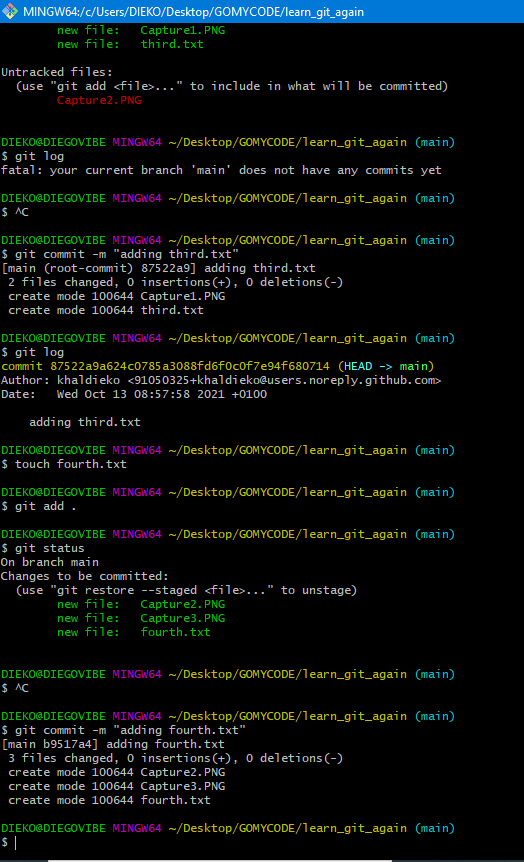 MINGW64:/c/Users/DIEKO/Desktop/GOMYCODE/learn_git_again
new file:   Capture1.PNG
new file:   third.txt
Untracked files:
(use "git add <file>..." to include in what will be committed)
Capture2.PNG
DIEKO@DIEGOVIBE MINGW64 ~/Desktop/GOMYCODE/learn_git_again (main)
$ git log
fatal: your current branch 'main' does not have any commits yet
DIEKO@DIEGOVIBE MINGW64 ~/Desktop/GOMYCODE/learn_git_again (main)
$ ^C
DIEKO@DIEGOVIBE MINGW64 ~/Desktop/GOMYCODE/learn_git_again (main)
$ git commit -m "adding third.txt"
[main (root-commit) 87522a9] adding third.txt
2 files changed, 0 insertions(+), 0 deletions(-)
create mode 100644 Capture1.PNG
create mode 100644 third.txt
DIEKO@DIEGOVIBE MINGW64 ~/Desktop/GOMYCODE/learn_git_again (main)
$ git log
commit 87522a9a624c0785a3088fd6f0c0f7e94f680714 (HEAD -> main)
Author: khaldieko <91050325+khaldieko@users.noreply.github.com>
Date:   Wed Oct 13 08:57:58 2021 +0100
adding third.txt
DIEKO@DIEGOVIBE MINGW64 ~/Desktop/GOMYCODE/learn_git_again (main)
$ touch fourth.txt
DIEKO@DIEGOVIBE MINGW64 ~/Desktop/GOMYCODE/learn_git_again (main)
$ git add .
DIEKO@DIEGOVIBE MINGW64 ~/Desktop/GOMYCODE/learn_git_again (main)
$ git status
On branch main
Changes to be committed:
(use "git restore --staged <file>..." to unstage)
new file:   Capture2.PNG
new file:   Capture3.PNG
new file:   fourth.txt
DIEKO@DIEGOVIBE MINGW64 ~/Desktop/GOMYCODE/learn_git_again (main)
$ ^C
DIEKO@DIEGOVIBE MINGW64 ~/Desktop/GOMYCODE/learn_git_again (main)
$ git commit -m "adding fourth.txt"
[main b9517a4] adding fourth.txt
3 files changed, 0 insertions(+), 0 deletions(-)
create mode 100644 Capture2.PNG
create mode 100644 Capture3.PNG
create mode 100644 fourth.txt
DIEKO@DIEGOVIBE MINGW64 ~/Desktop/GOMYCODE/learn_git_again (main)
$